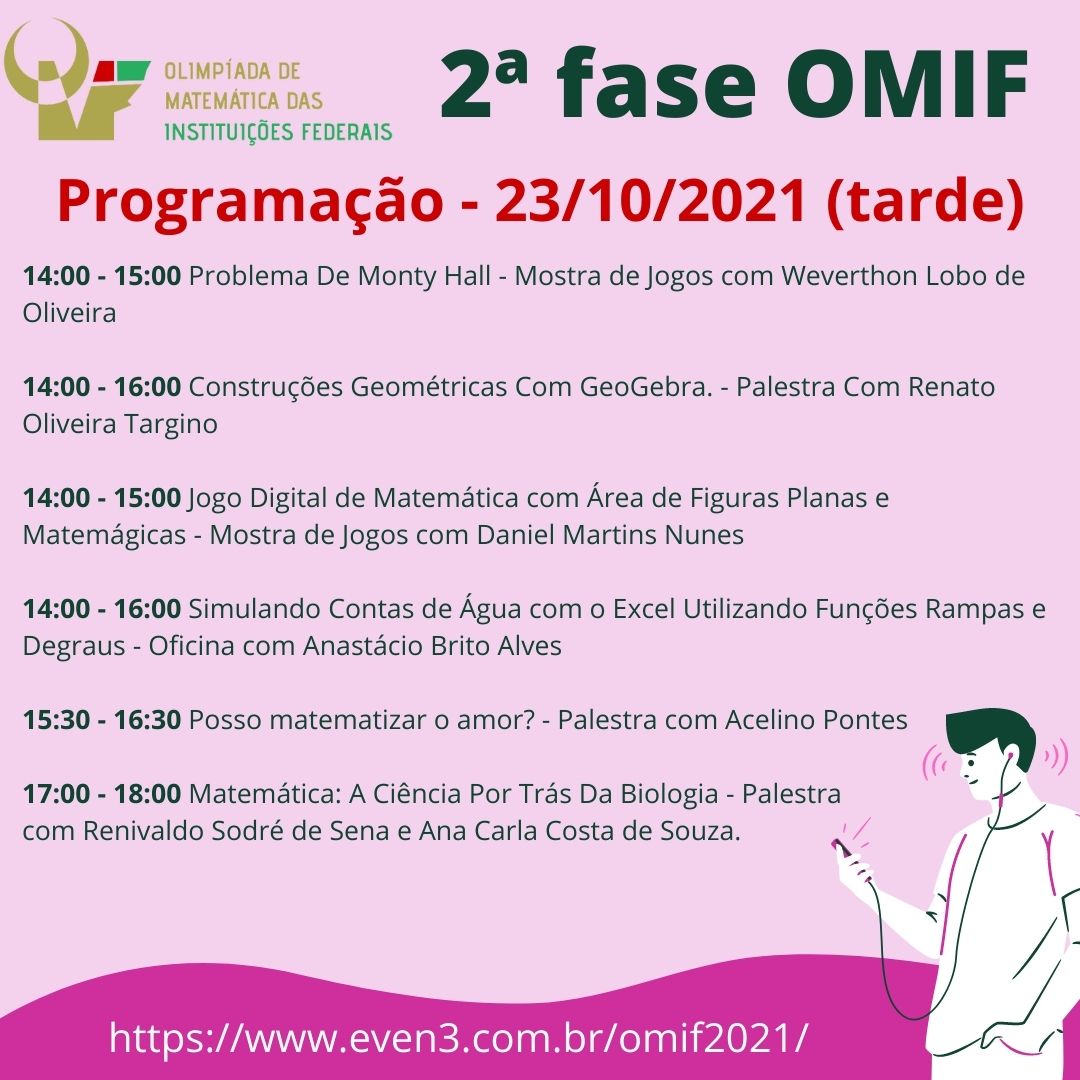 OLIMPÍADA DE
MATEMÁTICA DAS
INSTITUIÇÕES FEDERAIS
2ª fase OMIF
Programação - 23/10/2021 (tarde)
14:00 - 15:00 Problema De Monty Hall - Mostra de Jogos com Weverthon Lobo de
Oliveira
14:00 - 16:00 Construções Geométricas Com GeoGebra. - Palestra Com Renato
Oliveira Targino
14:00 - 15:00 Jogo Digital de Matemática com Área de Figuras Planas e
Matemágicas - Mostra de Jogos com Daniel Martins Nunes
14:00 - 16:00 Simulando Contas de Água com o Excel Utilizando Funções Rampas e
Degraus - Oficina com Anastácio Brito Alves
15:30 - 16:30 Posso matematizar o amor? - Palestra com Acelino Pontes
17:00 - 18:00 Matemática: A Ciência Por Trás Da Biologia - Palestra
com Renivaldo Sodré de Sena e Ana Carla Costa de Souza.
https://www.even3.com.br/omif2021/